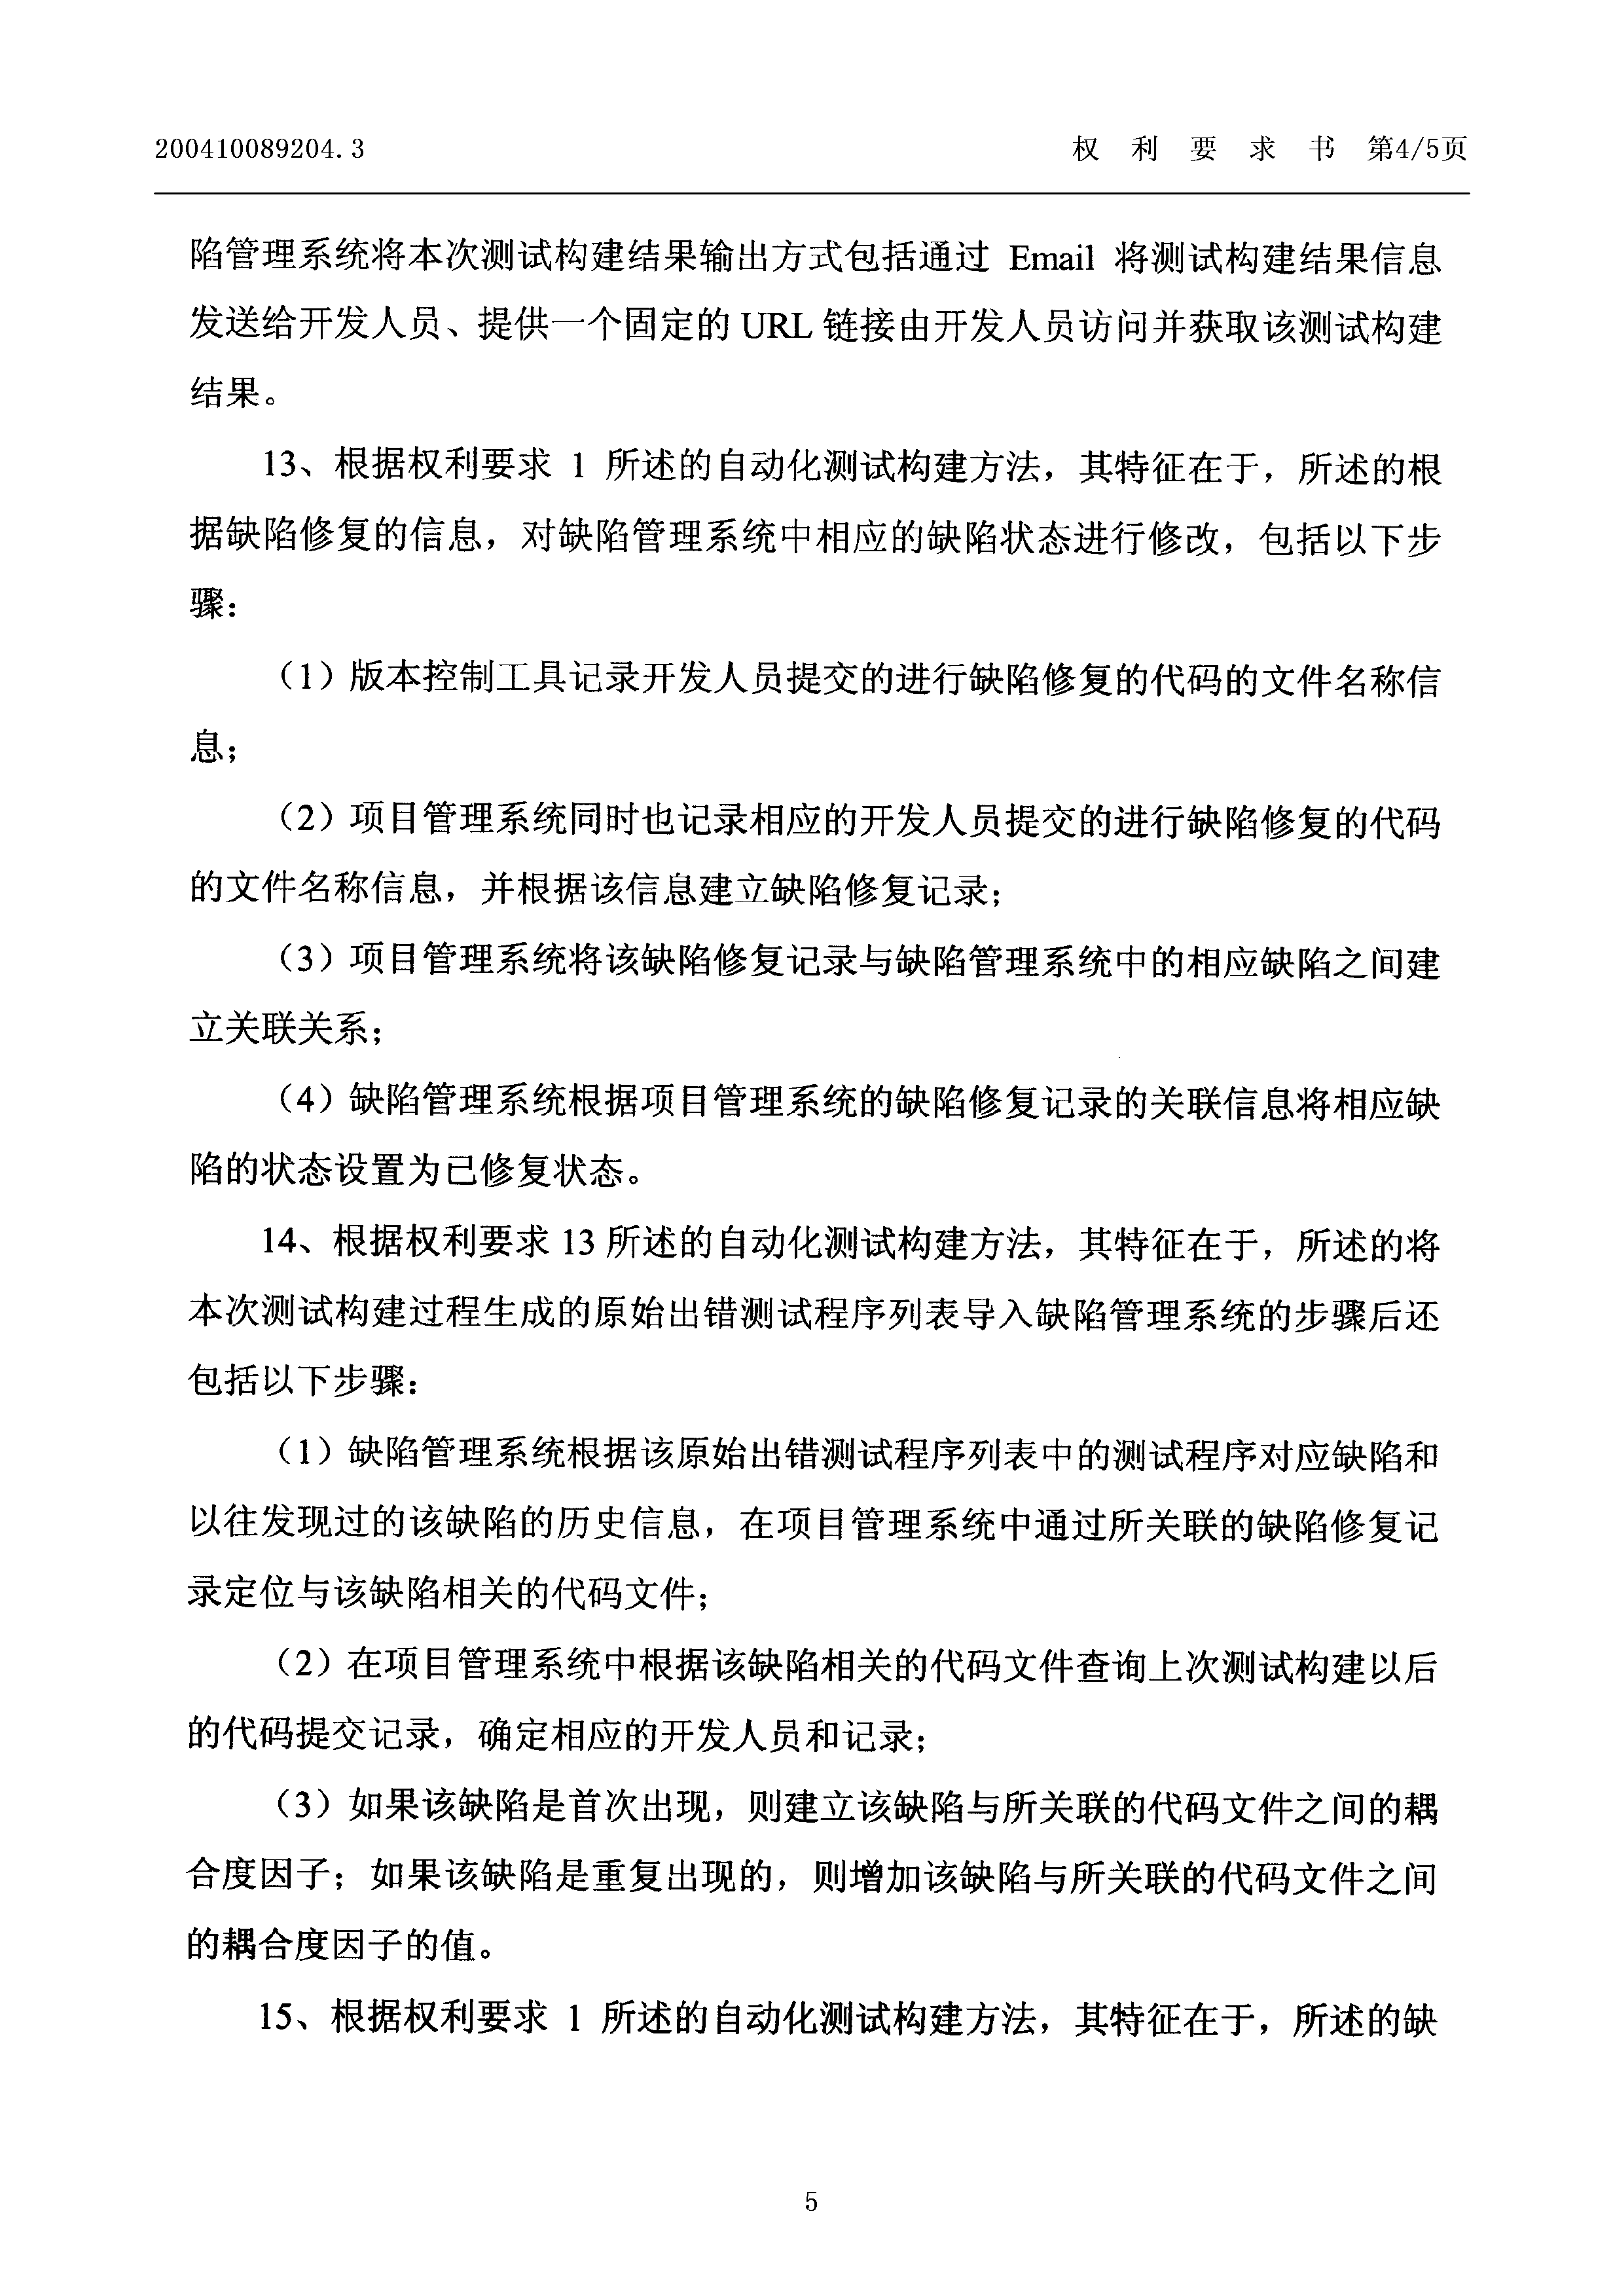 200410089204.3
权 利 要 求 书 第4/5页
陷管理系统将本次测试构建结果输出方式包括通过 Email 将测试构建结果信息
发送给开发人员、提供一个固定的 URL 链接由开发人员访问并获取该测试构建
结果。
13、根据权利要求 1 所述的自动化测试构建方法，其特征在于，所述的根
据缺陷修复的信息，对缺陷管理系统中相应的缺陷状态进行修改，包括以下步
骤：
（1）版本控制工具记录开发人员提交的进行缺陷修复的代码的文件名称信
息；
（2）项目管理系统同时也记录相应的开发人员提交的进行缺陷修复的代码
的文件名称信息，并根据该信息建立缺陷修复记录；
（3）项目管理系统将该缺陷修复记录与缺陷管理系统中的相应缺陷之间建
立关联关系；
（4）缺陷管理系统根据项目管理系统的缺陷修复记录的关联信息将相应缺
陷的状态设置为已修复状态。
14、根据权利要求 13 所述的自动化测试构建方法，其特征在于，所述的将
本次测试构建过程生成的原始出错测试程序列表导入缺陷管理系统的步骤后还
包括以下步骤：
（1）缺陷管理系统根据该原始出错测试程序列表中的测试程序对应缺陷和
以往发现过的该缺陷的历史信息，在项目管理系统中通过所关联的缺陷修复记
录定位与该缺陷相关的代码文件；
（2）在项目管理系统中根据该缺陷相关的代码文件查询上次测试构建以后
的代码提交记录，确定相应的开发人员和记录；
（3）如果该缺陷是首次出现，则建立该缺陷与所关联的代码文件之间的耦
合度因子；如果该缺陷是重复出现的，则增加该缺陷与所关联的代码文件之间
的耦合度因子的值。
15、根据权利要求 1 所述的自动化测试构建方法，其特征在于，所述的缺
5